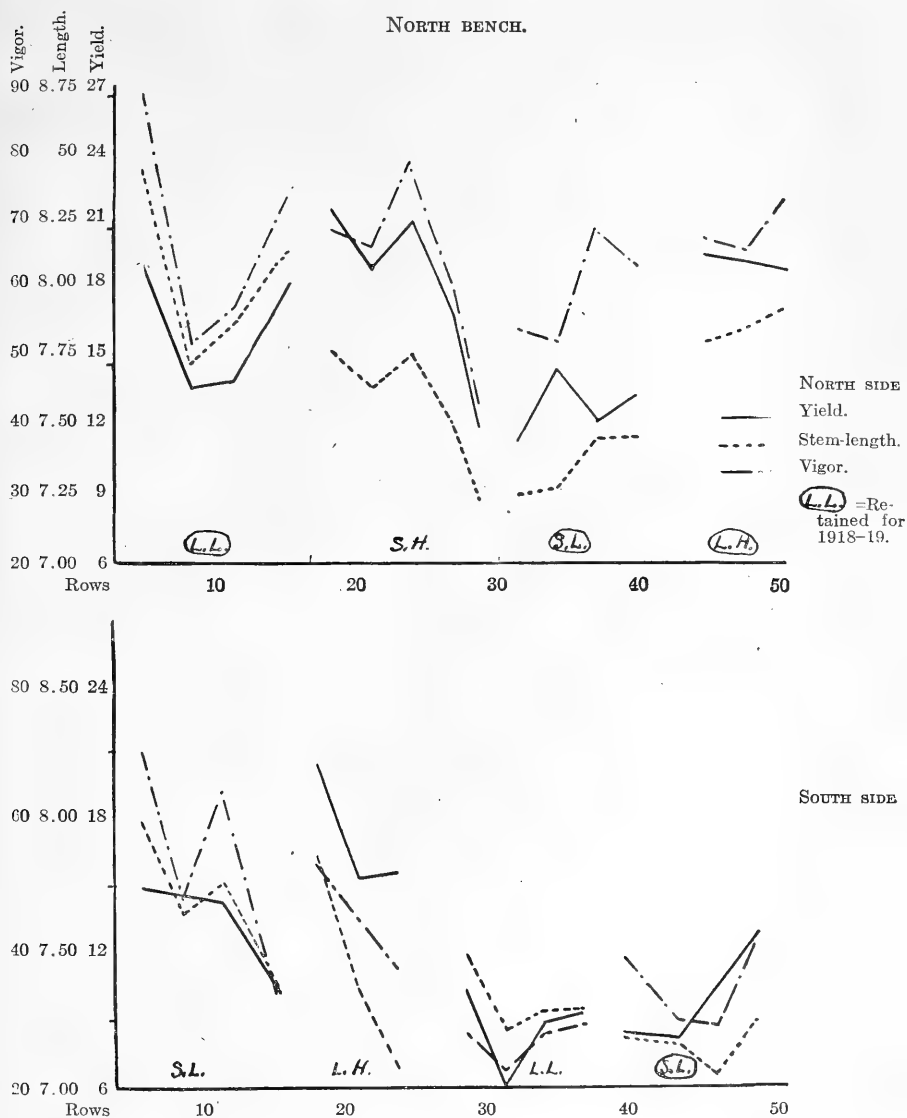 NORTH BENCH.
Vigor. Length. Yield.
90 8.75 27
80 50 24
70 8.25 21
60 8.00 18
50 7.75 15
40 7.50 12
30 7.25 9
20 7.00 6
NORTH SIDE
Yield.
Stem-length.
Vigor.
L.L. =Re-
tained for
1918–19.
L.L. S.H. S.L. L.H.
Rows 10 20 30 40 50
80 8.50 24
60 8.00 18
40 7.50 12
20 7.00 6
SOUTH SIDE
S.L. L.H. L.L. S.L.
Rows 10 20 30 40 50